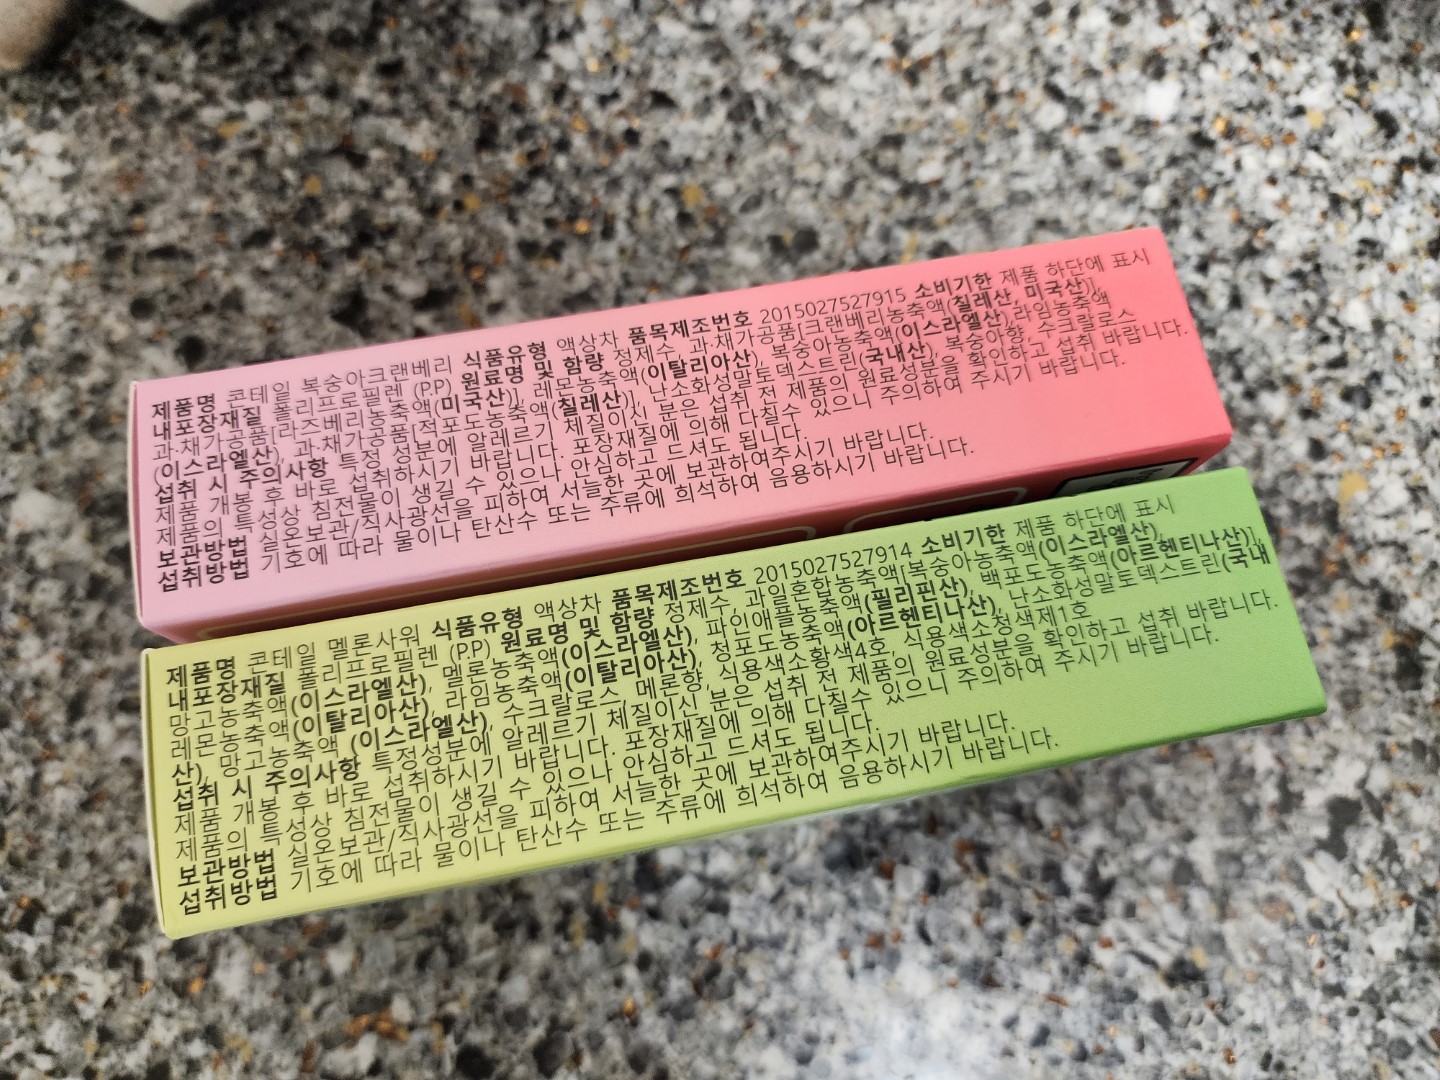 제품명 콘테일 복숭아크랜베리 식품유형 액상차 품목제조번호 2015027527915 소비기한 제품 하단에 표시
내포장재질 폴리프로필렌 (P.P) 원료명 및 함량 정제수, 과·채가공품[크랜베리농축액(칠레산, 미국산)],
과·채가공품[라즈베리농축액(미국산)], 레몬농축액(이탈리아산), 복숭아농축액(이스라엘산),라임농축액
(이스라엘산), 과·채가공품[적포도농축액(칠레산)], 난소화성말토덱스트린(국내산), 복숭아향, 수크랄로스
섭취 시 주의사항 특정 성분에 알레르기 체질이신 분은 섭취 전 제품의 원료성분을 확인하고 섭취 바랍니다.
제품 개봉 후 바로 섭취하시기 바랍니다. 포장재질에 의해 다칠수 있으니 주의하여 주시기 바랍니다.
제품의 특성상 침전물이 생길 수 있으나 안심하고 드셔도 됩니다.
보관방법 실온보관/직사광선을 피하여 서늘한 곳에 보관하여주시기 바랍니다.
섭취방법 기호에 따라 물이나 탄산수 또는 주류에 희석하여 음용하시기 바랍니다.
제품명 콘테일 멜론사워 식품유형 액상차 품목제조번호 2015027527914 소비기한 제품 하단에 표시
내포장재질 폴리프로필렌 (P.P) 원료명 및 함량 정제수, 과일혼합농축액[복숭아농축액(이스라엘산),
망고농축액(이스라엘산), 멜론농축액(이스라엘산), 파인애플농축액(필리핀산), 백포도농축액(아르헨티나산)],
레몬농축액(이탈리아산), 라임농축액(이탈리아산), 청포도농축액(아르헨티나산), 난소화성말토덱스트린(국내
산), 망고농축액 (이스라엘산), 수크랄로스, 메론향, 식용색소황색4호, 식용색소청색제1호
섭취 시 주의사항 특정성분에 알레르기 체질이신 분은 섭취 전 제품의 원료성분을 확인하고 섭취 바랍니다.
제품 개봉 후 바로 섭취하시기 바랍니다. 포장재질에 의해 다칠수 있으니 주의하여 주시기 바랍니다.
제품의 특성상 침전물이 생길 수 있으나 안심하고 드셔도 됩니다.
보관방법 실온보관/직사광선을 피하여 서늘한 곳에 보관하여주시기 바랍니다.
섭취방법 기호에 따라 물이나 탄산수 또는 주류에 희석하여 음용하시기 바랍니다.